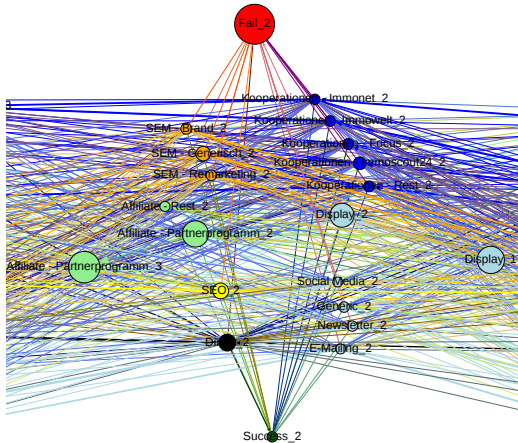 Fail_2
Kooperationen - Immonet_2
Kooperationen - Immowelt_2
SEM - Brand_2
Kooperationen - Focus_2
SEM - Generisch_2
Kooperationen - Immoscout24_2
SEM - Remarketing_2
Kooperationen - Rest_2
Affiliate - Rest_2
Display_2
Affiliate - Partnerprogramm_2
Affiliate - Partnerprogramm_3
Display_1
Social Media_2
SEO_2
Generic_2
Newsletter_2
E-Mailing_2
Success_2